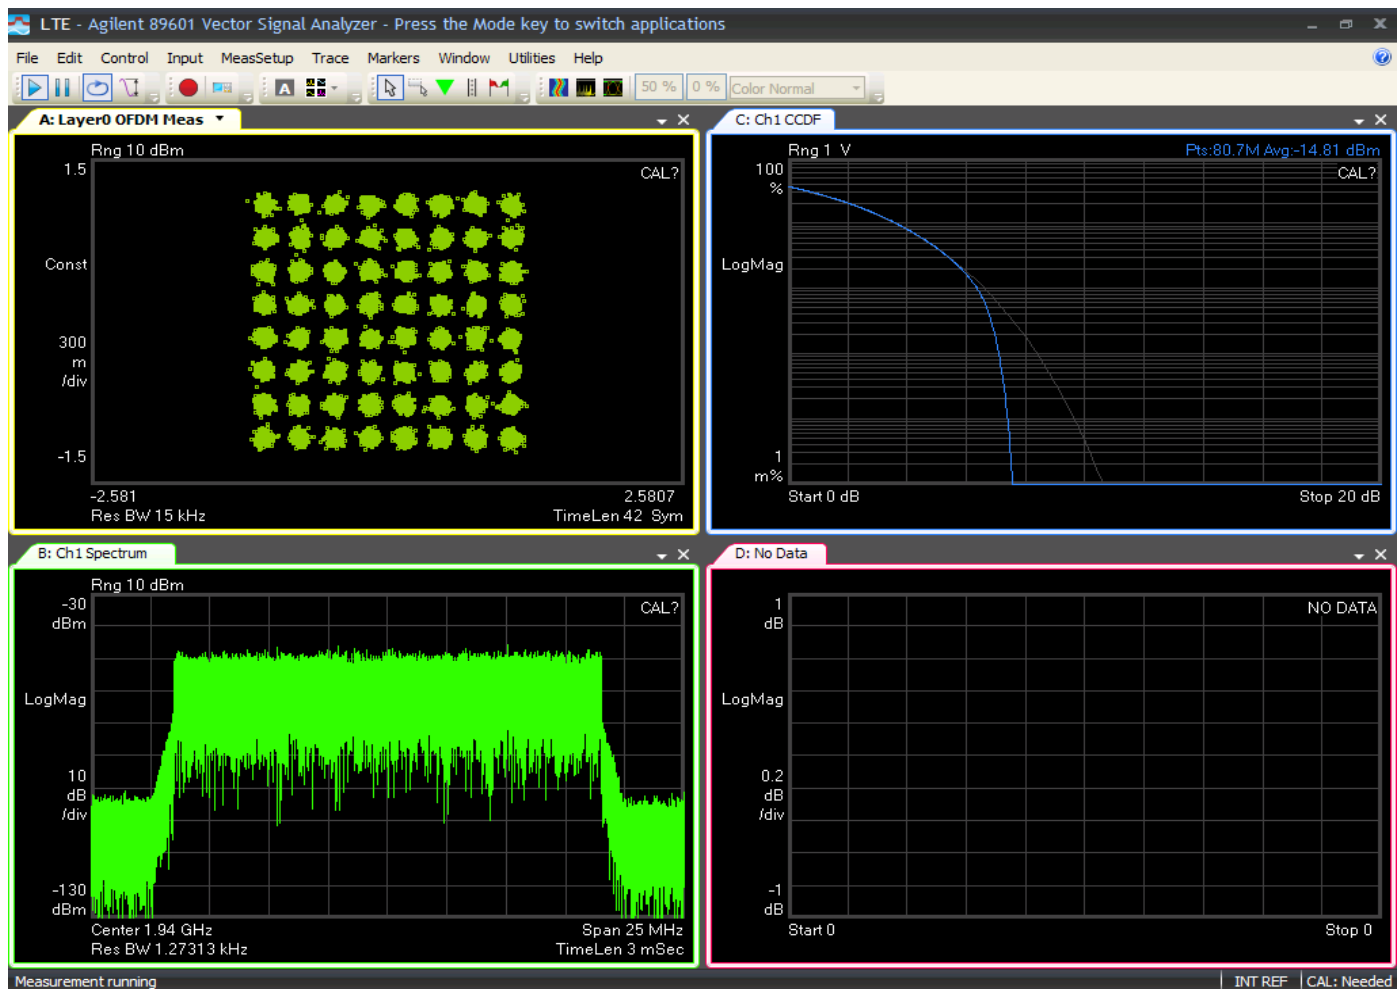 LTE - Agilent 89601 Vector Signal Analyzer - Press the Mode key to switch applications
File Edit Control Input MeasSetup Trace Markers Window Utilities Help
A
50 % 0 % Color Normal
A: Layer0 OFDM Meas
Rng 10 dBm
1.5
CAL?
Const
300
m
/div
-1.5
-2.581 2.5807
Res BW 15 kHz TimeLen 42 Sym
C: Ch1 CCDF
Rng 1 V Pts:80.7M Avg:-14.81 dBm
100
%
CAL?
LogMag
1
m%
Start 0 dB Stop 20 dB
B: Ch1 Spectrum
Rng 10 dBm
-30
dBm
CAL?
LogMag
10
dB
/div
-130
dBm
Center 1.94 GHz Span 25 MHz
Res BW 1.27313 kHz TimeLen 3 mSec
D: No Data
1
dB
NO DATA
LogMag
0.2
dB
/div
-1
dB
Start 0 Stop 0
Measurement running INT REF CAL: Needed